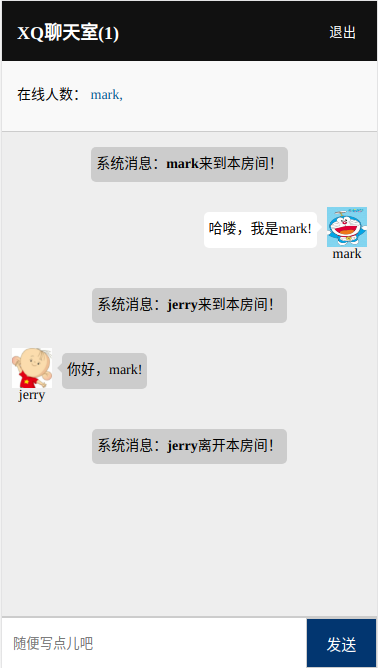 XQ聊天室(1)
退出
在线人数： mark,
系统消息：mark来到本房间！
哈喽，我是mark!
mark
系统消息：jerry来到本房间！
你好，mark!
jerry
系统消息：jerry离开本房间！
随便写点儿吧
发送